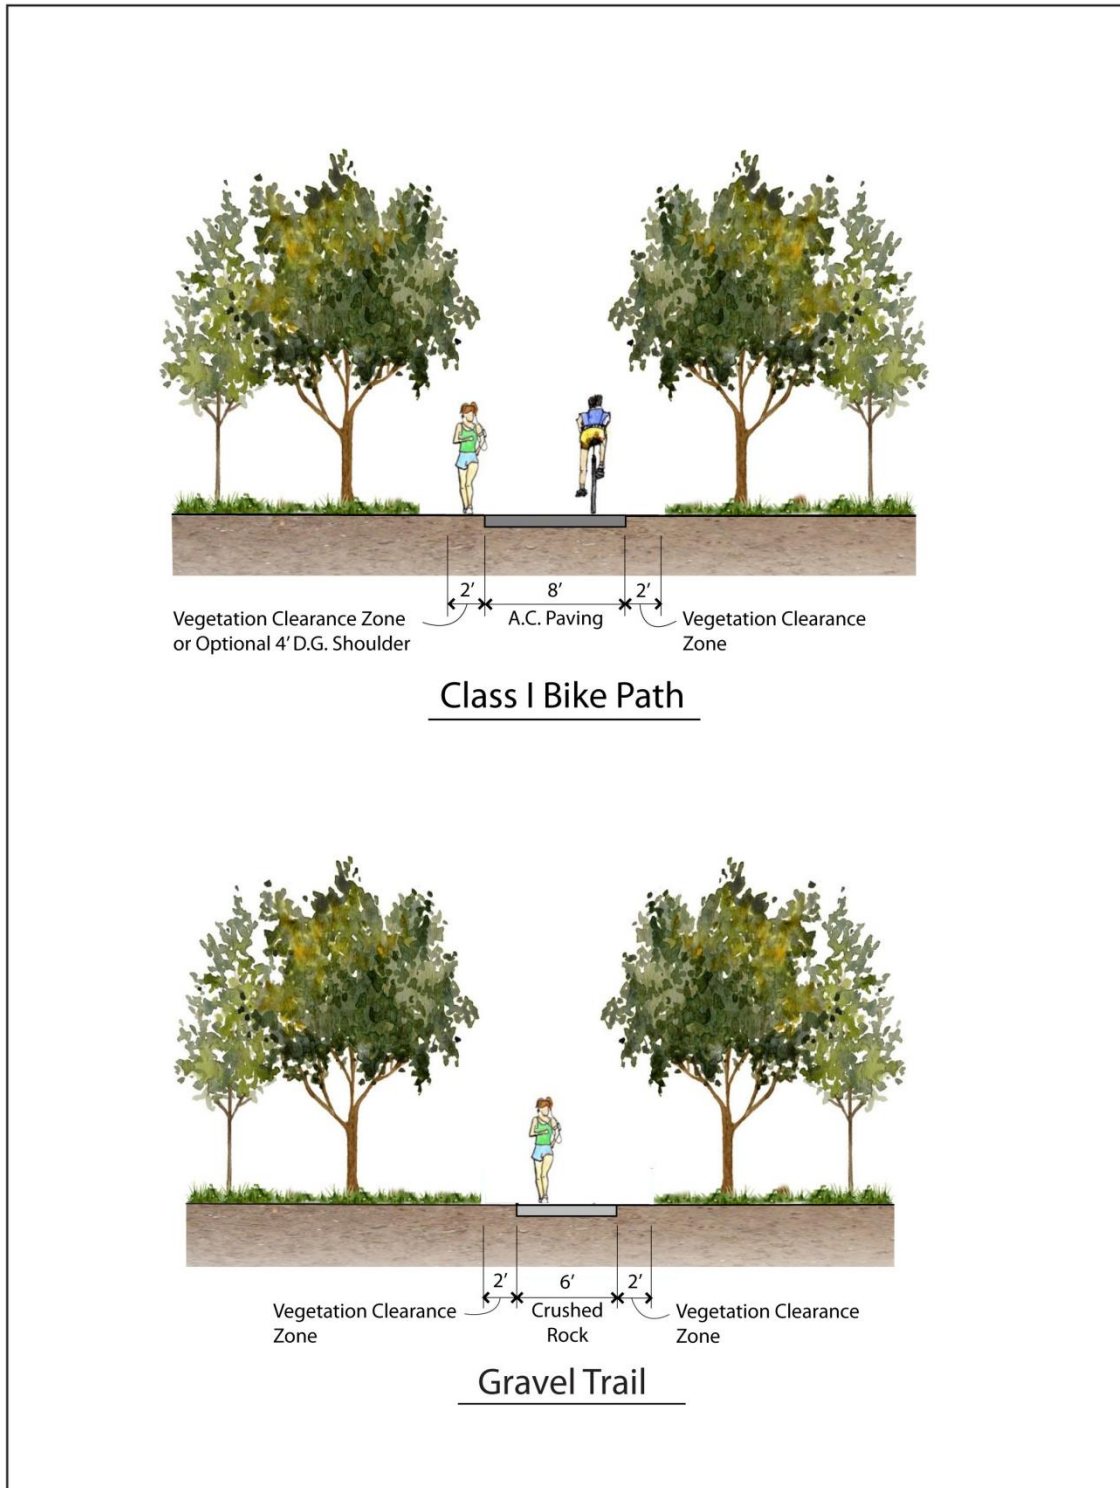 2’
8’
2’
Vegetation Clearance Zone
or Optional 4’ D.G. Shoulder
A.C. Paving
Vegetation Clearance
Zone
Class I Bike Path
2’
6’
2’
Vegetation Clearance
Zone
Crushed
Rock
Vegetation Clearance
Zone
Gravel Trail